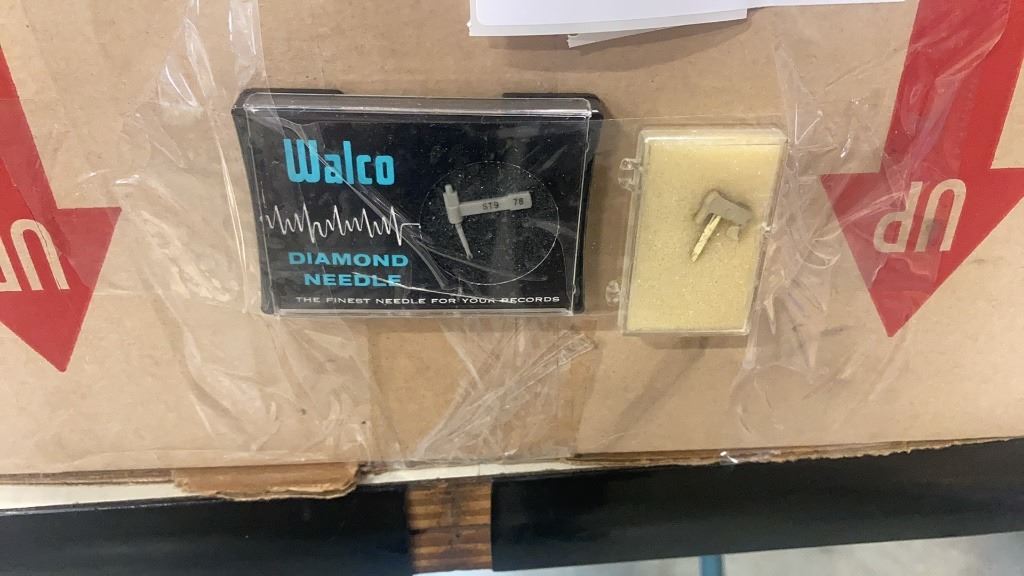 Walco
ST9 78
DIAMOND
NEEDLE
THE FINEST NEEDLE FOR YOUR RECORDS
UP
UP